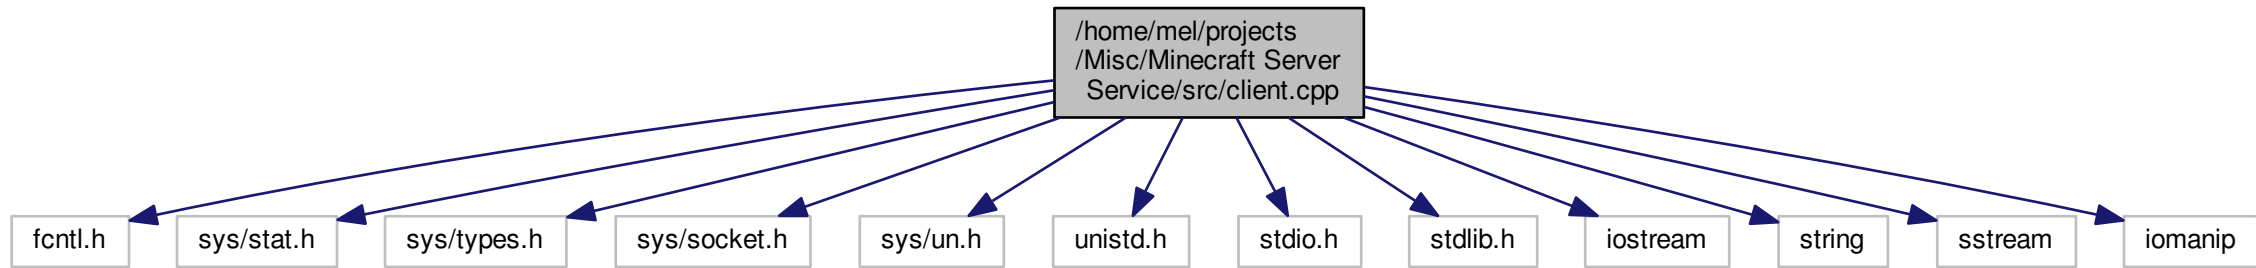 /home/mel/projects
/Misc/Minecraft Server
Service/src/client.cpp
fcntl.h
sys/stat.h
sys/types.h
sys/socket.h
sys/un.h
unistd.h
stdio.h
stdlib.h
iostream
string
sstream
iomanip